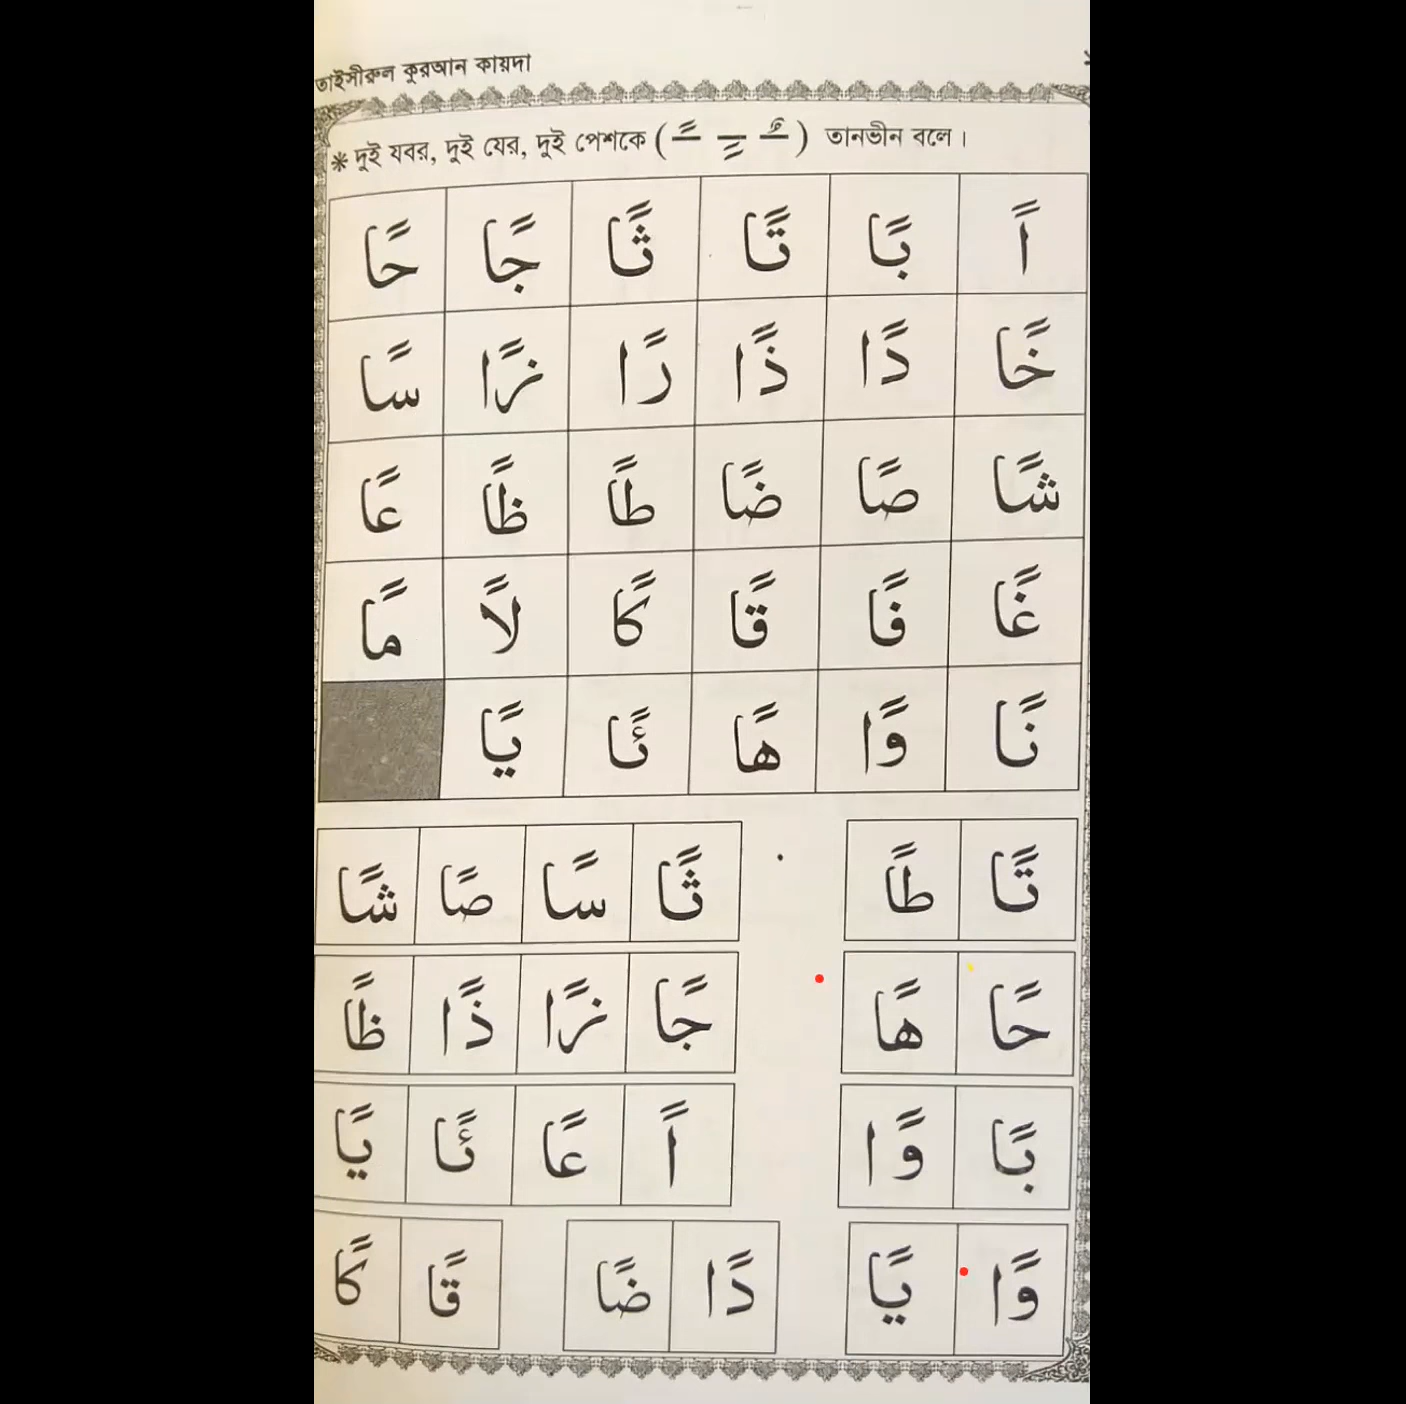 তাইসীরুল কুরআন কায়দা
* দুই যবর, দুই যের, দুই পেশকে ( ـً ـٍ ـٌ ) তানভীন বলে।
اً بًا تًا ثًا جًا حًا
خًا دًا ذًا رًا زًا سًا
شًا صًا ضًا طًا ظًا عًا
غًا فًا قًا كًا لًا مًا
نًا وًا هًا ئًا يًا
تًا طًا ثًا سًا صًا شًا
حًا هًا جًا زًا ذًا ظًا
بًا وًا اً عًا ئًا يًا
وًا يًا دًا ضًا قًا كًا